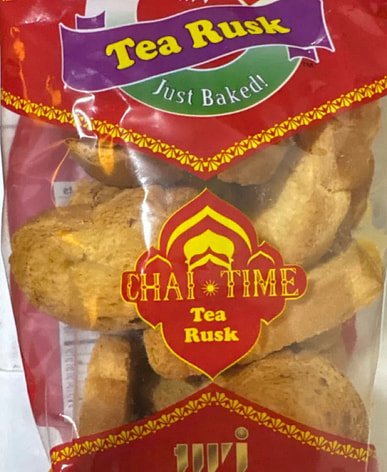 Tea Rusk
Just Baked!
CHAI TIME
Tea
Rusk